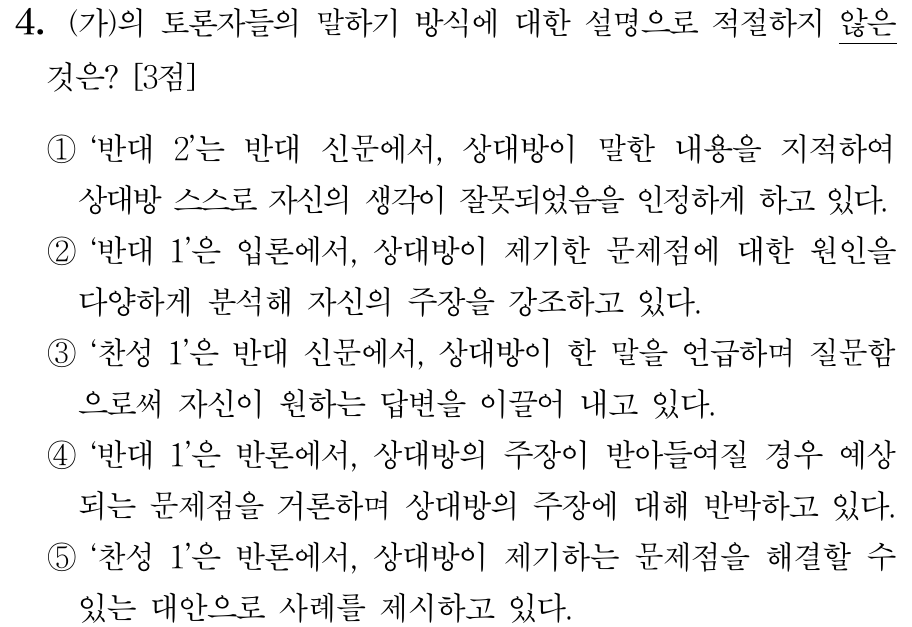 4. (가)의 토론자들의 말하기 방식에 대한 설명으로 적절하지 않은
것은? [3점]
① ‘반대 2’는 반대 신문에서, 상대방이 말한 내용을 지적하여
상대방 스스로 자신의 생각이 잘못되었음을 인정하게 하고 있다.
② ‘반대 1’은 입론에서, 상대방이 제기한 문제점에 대한 원인을
다양하게 분석해 자신의 주장을 강조하고 있다.
③ ‘찬성 1’은 반대 신문에서, 상대방이 한 말을 언급하며 질문함
으로써 자신이 원하는 답변을 이끌어 내고 있다.
④ ‘반대 1’은 반론에서, 상대방의 주장이 받아들여질 경우 예상
되는 문제점을 거론하며 상대방의 주장에 대해 반박하고 있다.
⑤ ‘찬성 1’은 반론에서, 상대방이 제기하는 문제점을 해결할 수
있는 대안으로 사례를 제시하고 있다.